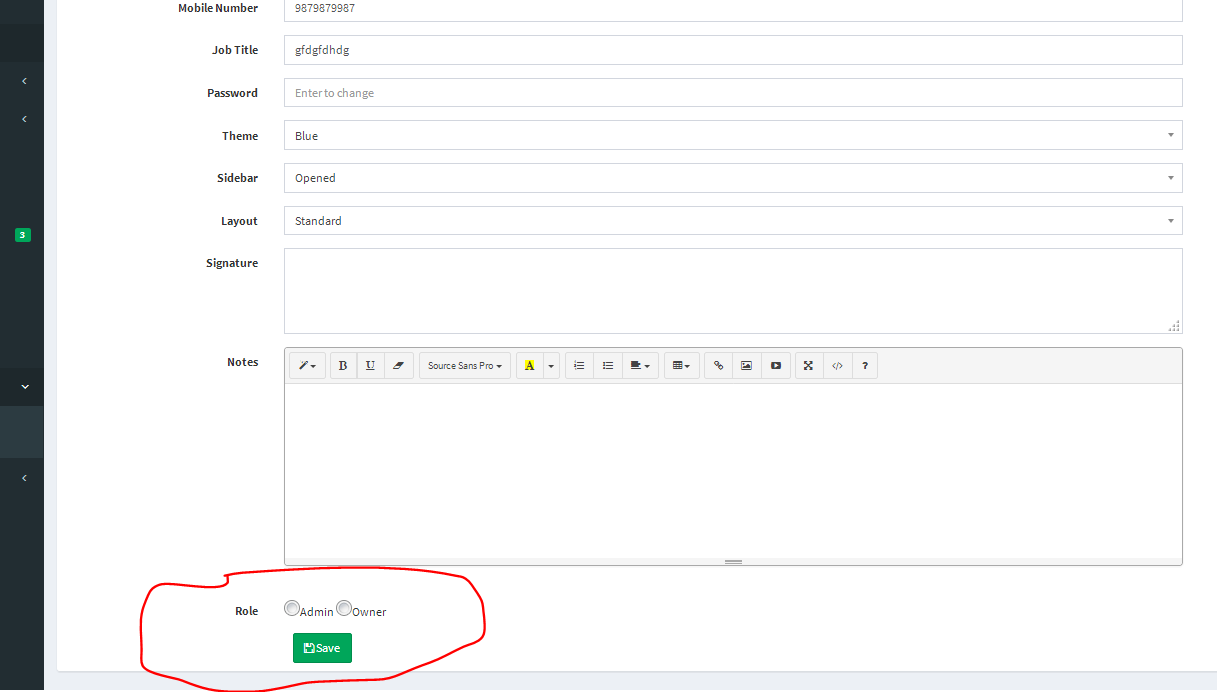 Mobile Number 9879879987
Job Title gfdgfdhdg
Password Enter to change
Theme Blue
Sidebar Opened
Layout Standard
3
Signature
Notes
B U Source Sans Pro A </> ?
Role Admin Owner
Save